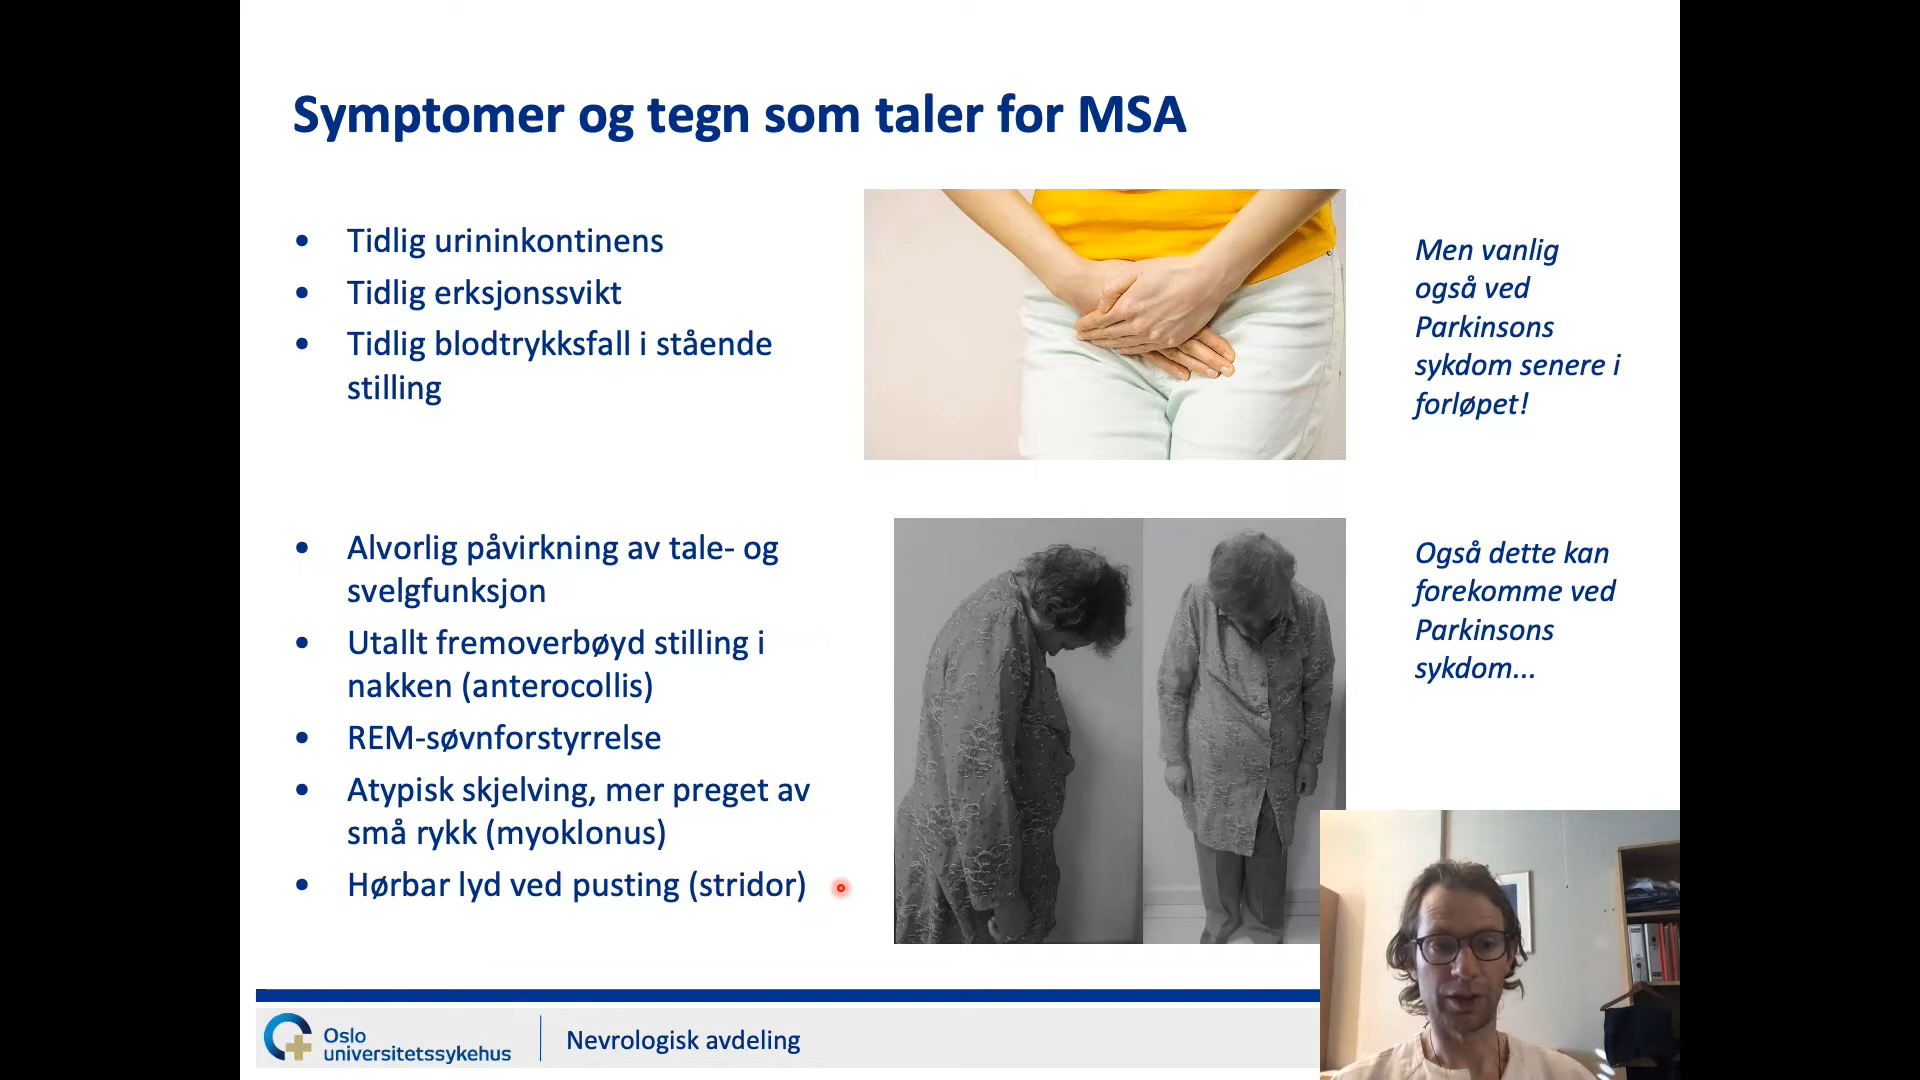 Symptomer og tegn som taler for MSA
• Tidlig urininkontinens
• Tidlig erksjonssvikt
• Tidlig blodtrykksfall i stående
stilling
Men vanlig
også ved
Parkinsons
sykdom senere i
forløpet!
• Alvorlig påvirkning av tale- og
svelgfunksjon
• Utallt fremoverbøyd stilling i
nakken (anterocollis)
• REM-søvnforstyrrelse
• Atypisk skjelving, mer preget av
små rykk (myoklonus)
• Hørbar lyd ved pusting (stridor)
Også dette kan
forekomme ved
Parkinsons
sykdom...
Oslo
universitetssykehus
Nevrologisk avdeling